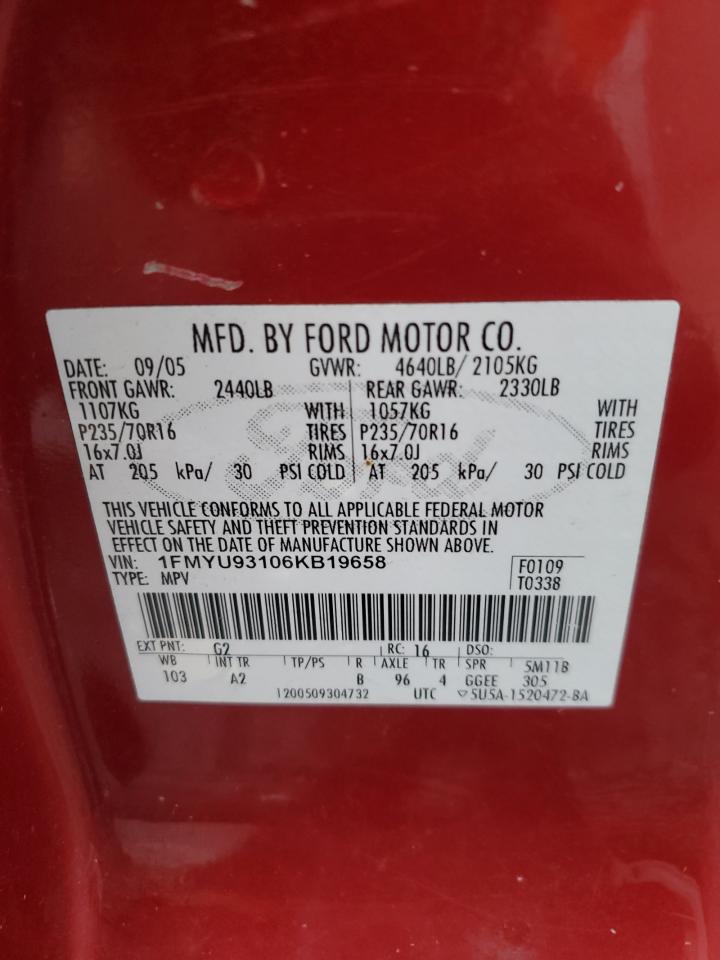 MFD. BY FORD MOTOR CO.
DATE: 09/05 GVWR: 4640LB/ 2105KG
FRONT GAWR: 2440LB REAR GAWR: 2330LB
1107KG WITH 1057KG WITH
P235/70R16 TIRES P235/70R16 TIRES
16x7.0J RIMS 16x7.0J RIMS
AT 205 kPa/ 30 PSI COLD AT 205 kPa/ 30 PSI COLD
Ford
THIS VEHICLE CONFORMS TO ALL APPLICABLE FEDERAL MOTOR
VEHICLE SAFETY AND THEFT PREVENTION STANDARDS IN
EFFECT ON THE DATE OF MANUFACTURE SHOWN ABOVE.
VIN: 1FMYU93106KB19658 F0109
TYPE: MPV T0338
EXT PNT: G2 RC: 16 DSO:
WB INT TR TP/PS R AXLE TR SPR 5M11B
103 A2 B 96 4 GGEE 305
1200509304732 UTC ▽5U5A-1520472-BA